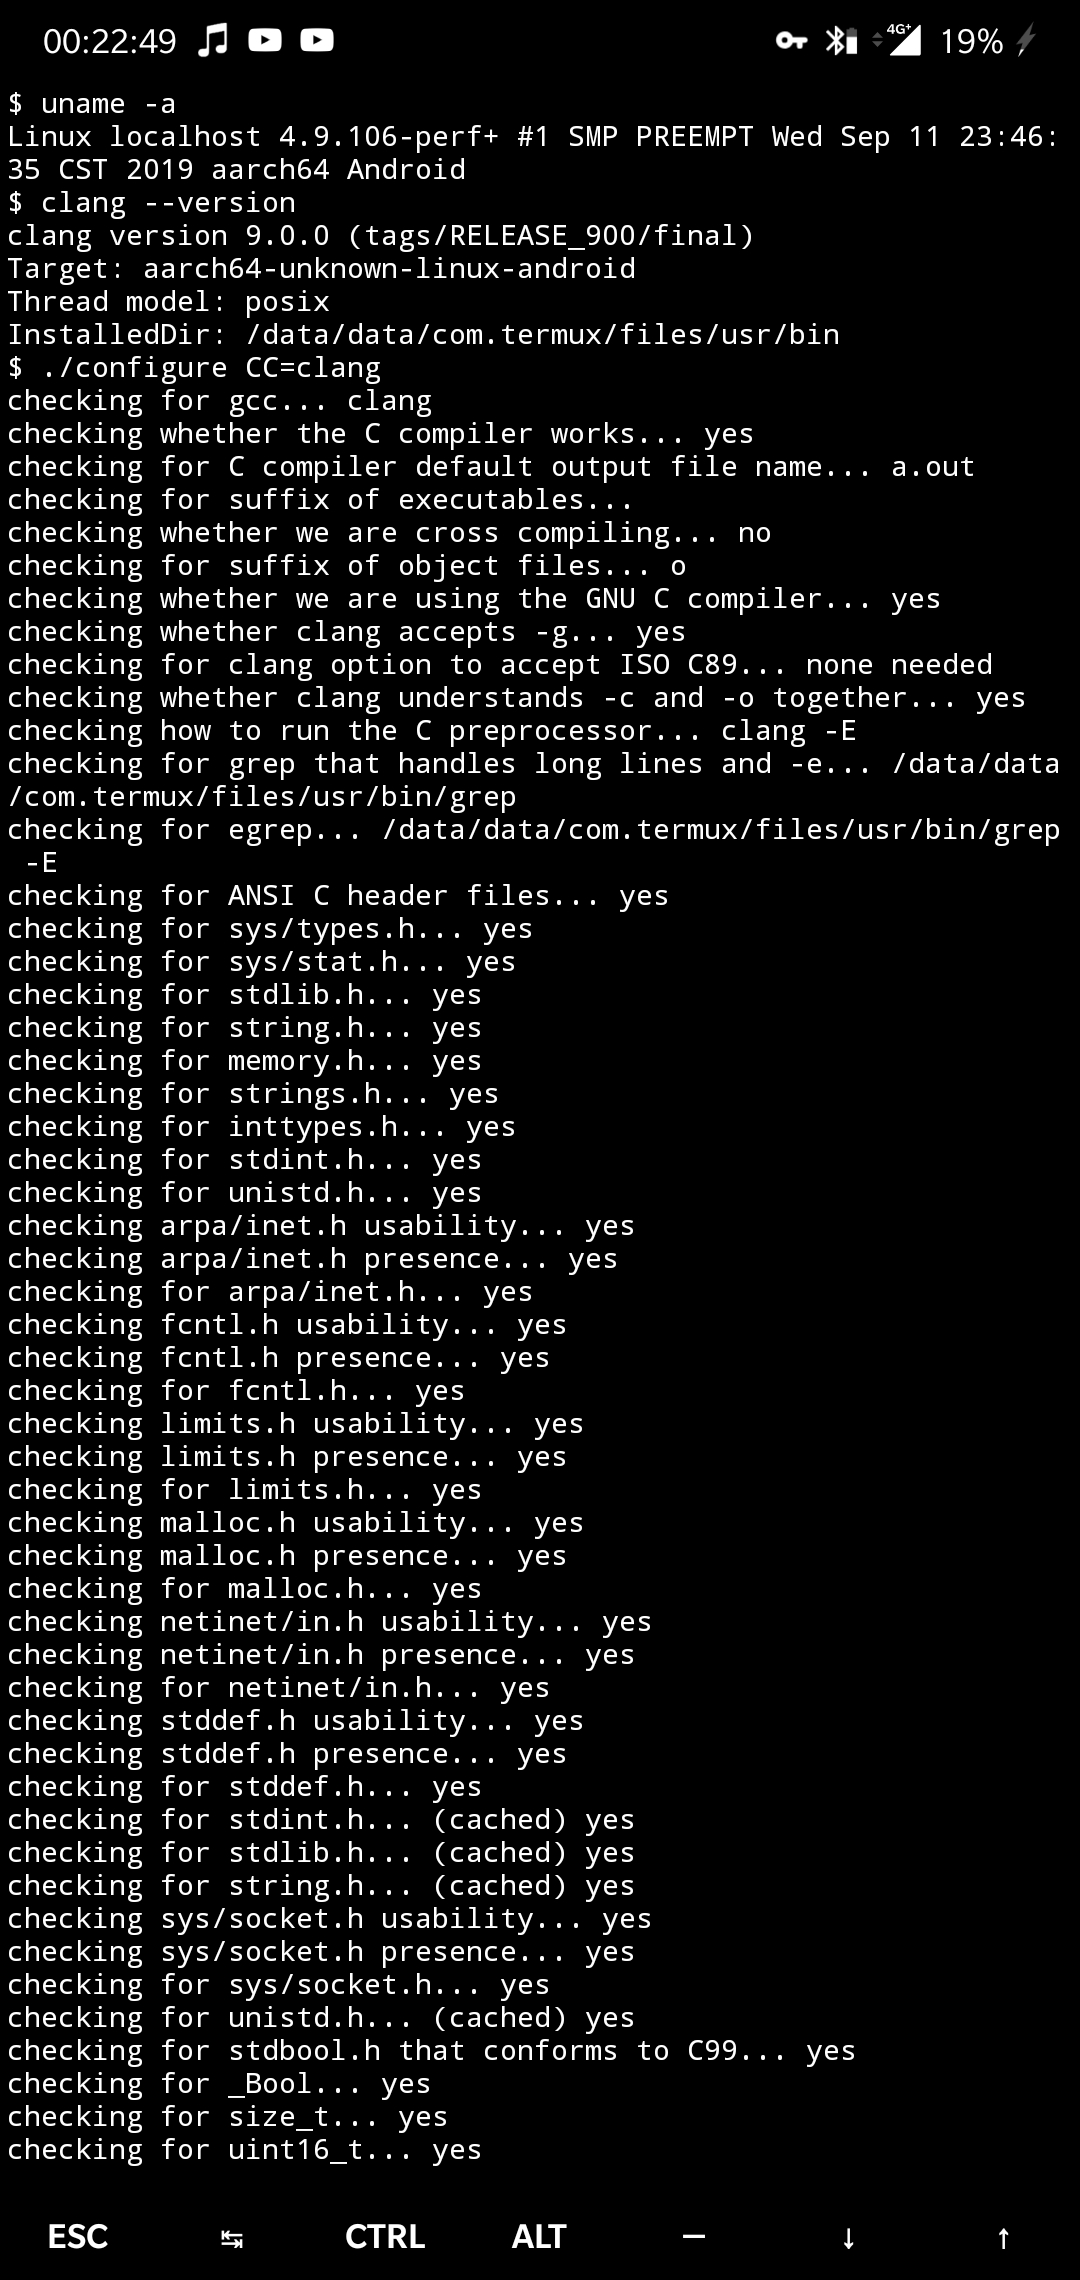 00:22:49 4G+ 19%
$ uname -a
Linux localhost 4.9.106-perf+ #1 SMP PREEMPT Wed Sep 11 23:46:
35 CST 2019 aarch64 Android
$ clang --version
clang version 9.0.0 (tags/RELEASE_900/final)
Target: aarch64-unknown-linux-android
Thread model: posix
InstalledDir: /data/data/com.termux/files/usr/bin
$ ./configure CC=clang
checking for gcc... clang
checking whether the C compiler works... yes
checking for C compiler default output file name... a.out
checking for suffix of executables...
checking whether we are cross compiling... no
checking for suffix of object files... o
checking whether we are using the GNU C compiler... yes
checking whether clang accepts -g... yes
checking for clang option to accept ISO C89... none needed
checking whether clang understands -c and -o together... yes
checking how to run the C preprocessor... clang -E
checking for grep that handles long lines and -e... /data/data
/com.termux/files/usr/bin/grep
checking for egrep... /data/data/com.termux/files/usr/bin/grep
 -E
checking for ANSI C header files... yes
checking for sys/types.h... yes
checking for sys/stat.h... yes
checking for stdlib.h... yes
checking for string.h... yes
checking for memory.h... yes
checking for strings.h... yes
checking for inttypes.h... yes
checking for stdint.h... yes
checking for unistd.h... yes
checking arpa/inet.h usability... yes
checking arpa/inet.h presence... yes
checking for arpa/inet.h... yes
checking fcntl.h usability... yes
checking fcntl.h presence... yes
checking for fcntl.h... yes
checking limits.h usability... yes
checking limits.h presence... yes
checking for limits.h... yes
checking malloc.h usability... yes
checking malloc.h presence... yes
checking for malloc.h... yes
checking netinet/in.h usability... yes
checking netinet/in.h presence... yes
checking for netinet/in.h... yes
checking stddef.h usability... yes
checking stddef.h presence... yes
checking for stddef.h... yes
checking for stdint.h... (cached) yes
checking for stdlib.h... (cached) yes
checking for string.h... (cached) yes
checking sys/socket.h usability... yes
checking sys/socket.h presence... yes
checking for sys/socket.h... yes
checking for unistd.h... (cached) yes
checking for stdbool.h that conforms to C99... yes
checking for _Bool... yes
checking for size_t... yes
checking for uint16_t... yes
ESC ↹ CTRL ALT — ↓ ↑